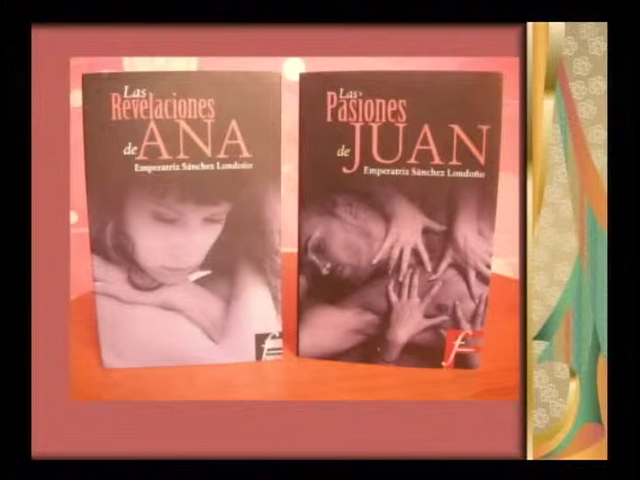 Las
Revelaciones
de ANA
Emperatriz Sánchez Londoño
f
Las
Pasiones
de JUAN
Emperatriz Sánchez Londoño
f